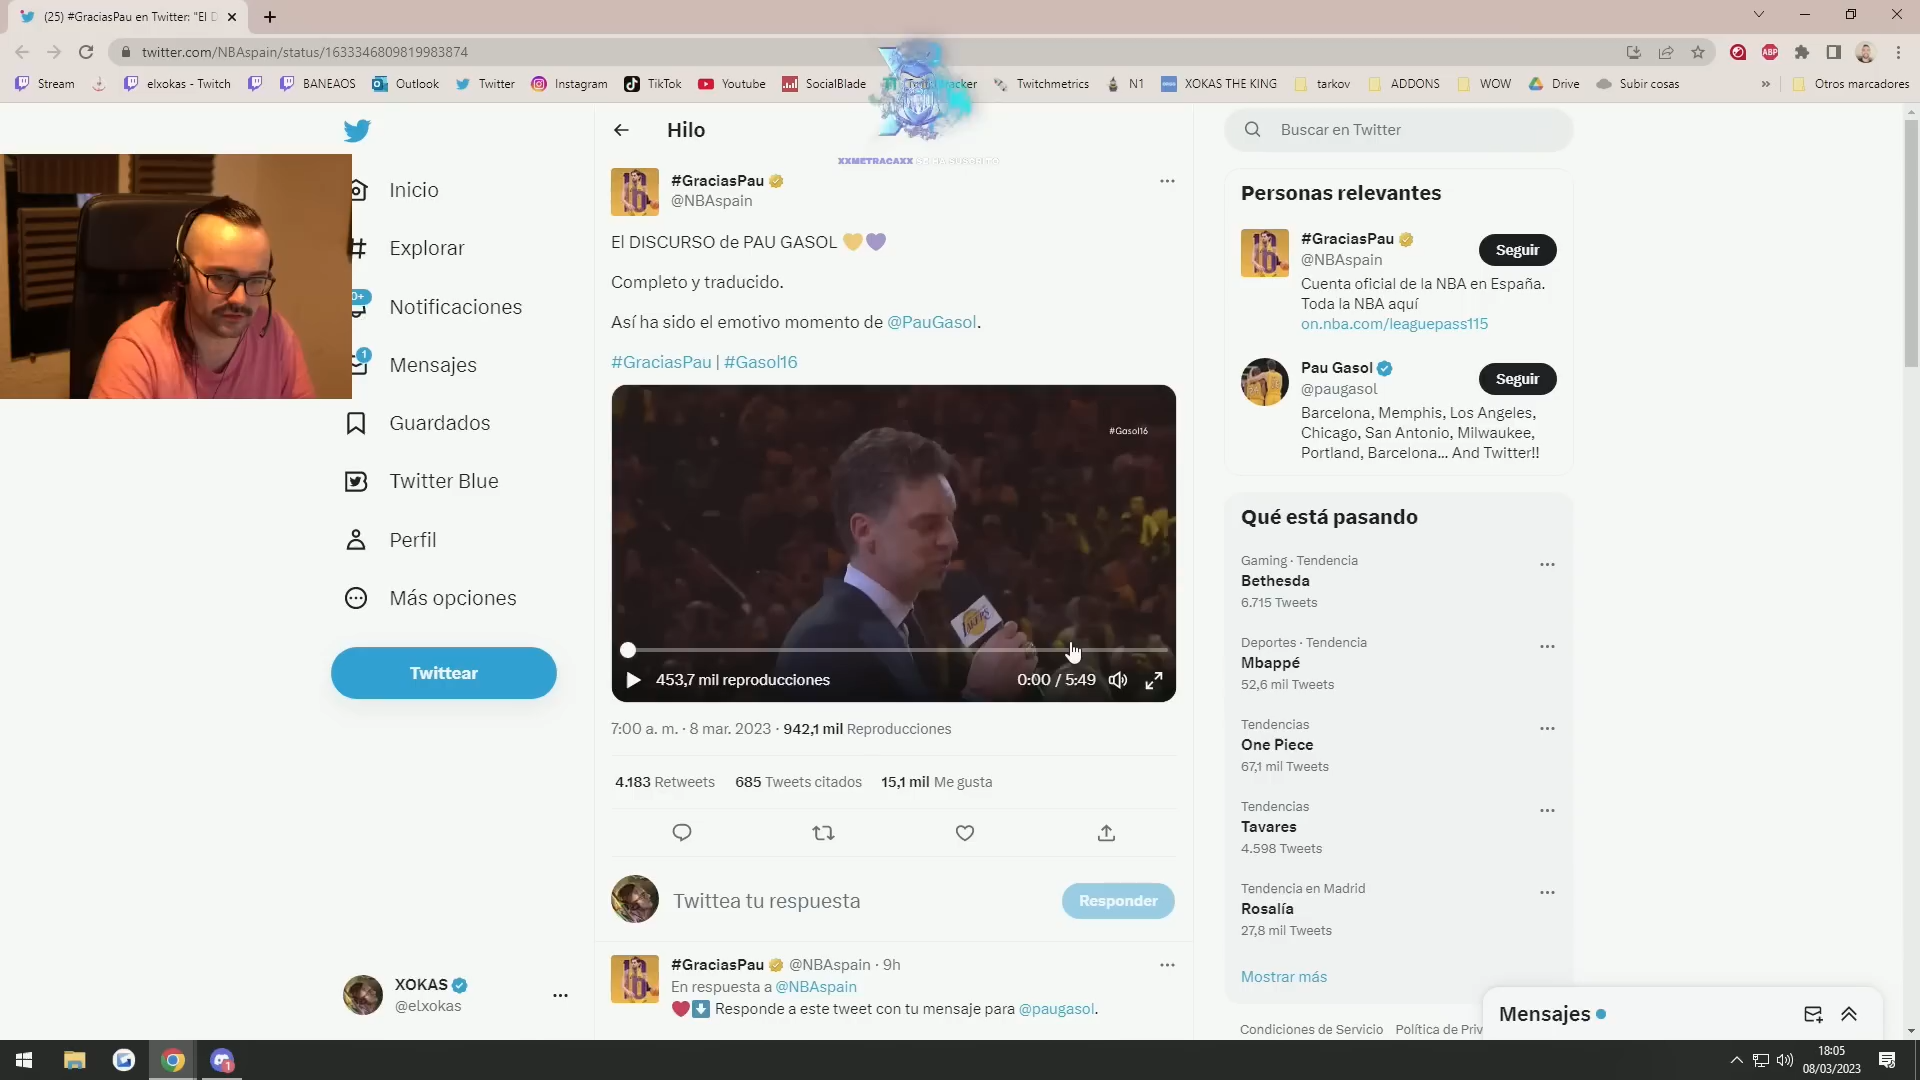 (25) #GraciasPau en Twitter: "El D
twitter.com/NBAspain/status/1633346809819983874
Stream
elxokas - Twitch
BANEAOS
Outlook
Twitter
Instagram
TikTok
Youtube
SocialBlade
Twitchmetrics
N1
XOKAS THE KING
tarkov
ADDONS
WOW
Drive
Subir cosas
»
Otros marcadores
XXMETRACAXX SE HA SUSCRITO
Inicio
Explorar
Notificaciones
Mensajes
1
Guardados
Twitter Blue
Perfil
Más opciones
Twittear
XOKAS
@elxokas
Hilo
#GraciasPau
@NBAspain
El DISCURSO de PAU GASOL 💛💜
Completo y traducido.
Así ha sido el emotivo momento de @PauGasol.
#GraciasPau | #Gasol16
#Gasol16
LAKERS
453,7 mil reproducciones
0:00 / 5:49
7:00 a. m. · 8 mar. 2023 · 942,1 mil Reproducciones
4.183 Retweets 685 Tweets citados 15,1 mil Me gusta
Twittea tu respuesta
Responder
#GraciasPau @NBAspain · 9h
En respuesta a @NBAspain
❤️⬇️ Responde a este tweet con tu mensaje para @paugasol.
Buscar en Twitter
Personas relevantes
#GraciasPau
@NBAspain
Seguir
Cuenta oficial de la NBA en España.
Toda la NBA aquí
on.nba.com/leaguepass115
Pau Gasol
@paugasol
Seguir
Barcelona, Memphis, Los Angeles,
Chicago, San Antonio, Milwaukee,
Portland, Barcelona... And Twitter!!
Qué está pasando
Gaming · Tendencia
Bethesda
6.715 Tweets
Deportes · Tendencia
Mbappé
52,6 mil Tweets
Tendencias
One Piece
67,1 mil Tweets
Tendencias
Tavares
4.598 Tweets
Tendencia en Madrid
Rosalía
27,8 mil Tweets
Mostrar más
Condiciones de Servicio Política de Priv
Mensajes
18:05
08/03/2023